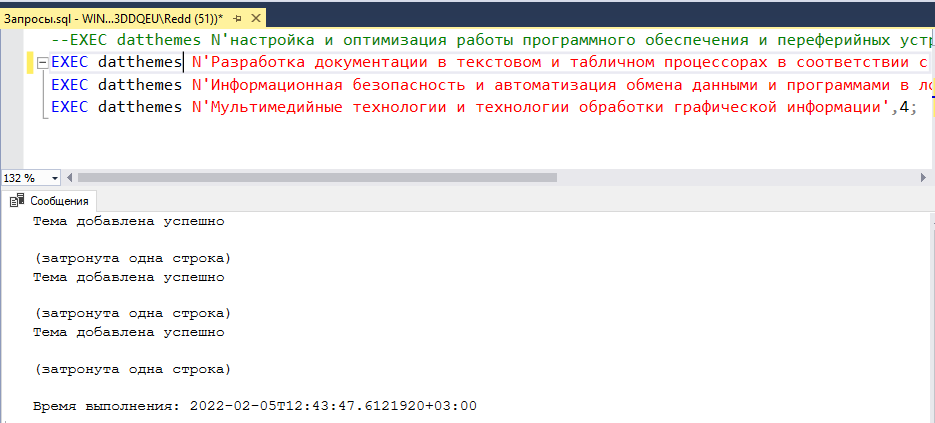 Запросы.sql - WIN...3DDQEU\Redd (51))*
--EXEC datthemes N'настройка и оптимизация работы программного обеспечения и переферийных устр
EXEC datthemes N'Разработка документации в текстовом и табличном процессорах в соответствии с
EXEC datthemes N'Информационная безопасность и автоматизация обмена данными и программами в ло
EXEC datthemes N'Мультимедийные технологии и технологии обработки графической информации',4;
132 %
Сообщения
Тема добавлена успешно
(затронута одна строка)
Тема добавлена успешно
(затронута одна строка)
Тема добавлена успешно
(затронута одна строка)
Время выполнения: 2022-02-05T12:43:47.6121920+03:00